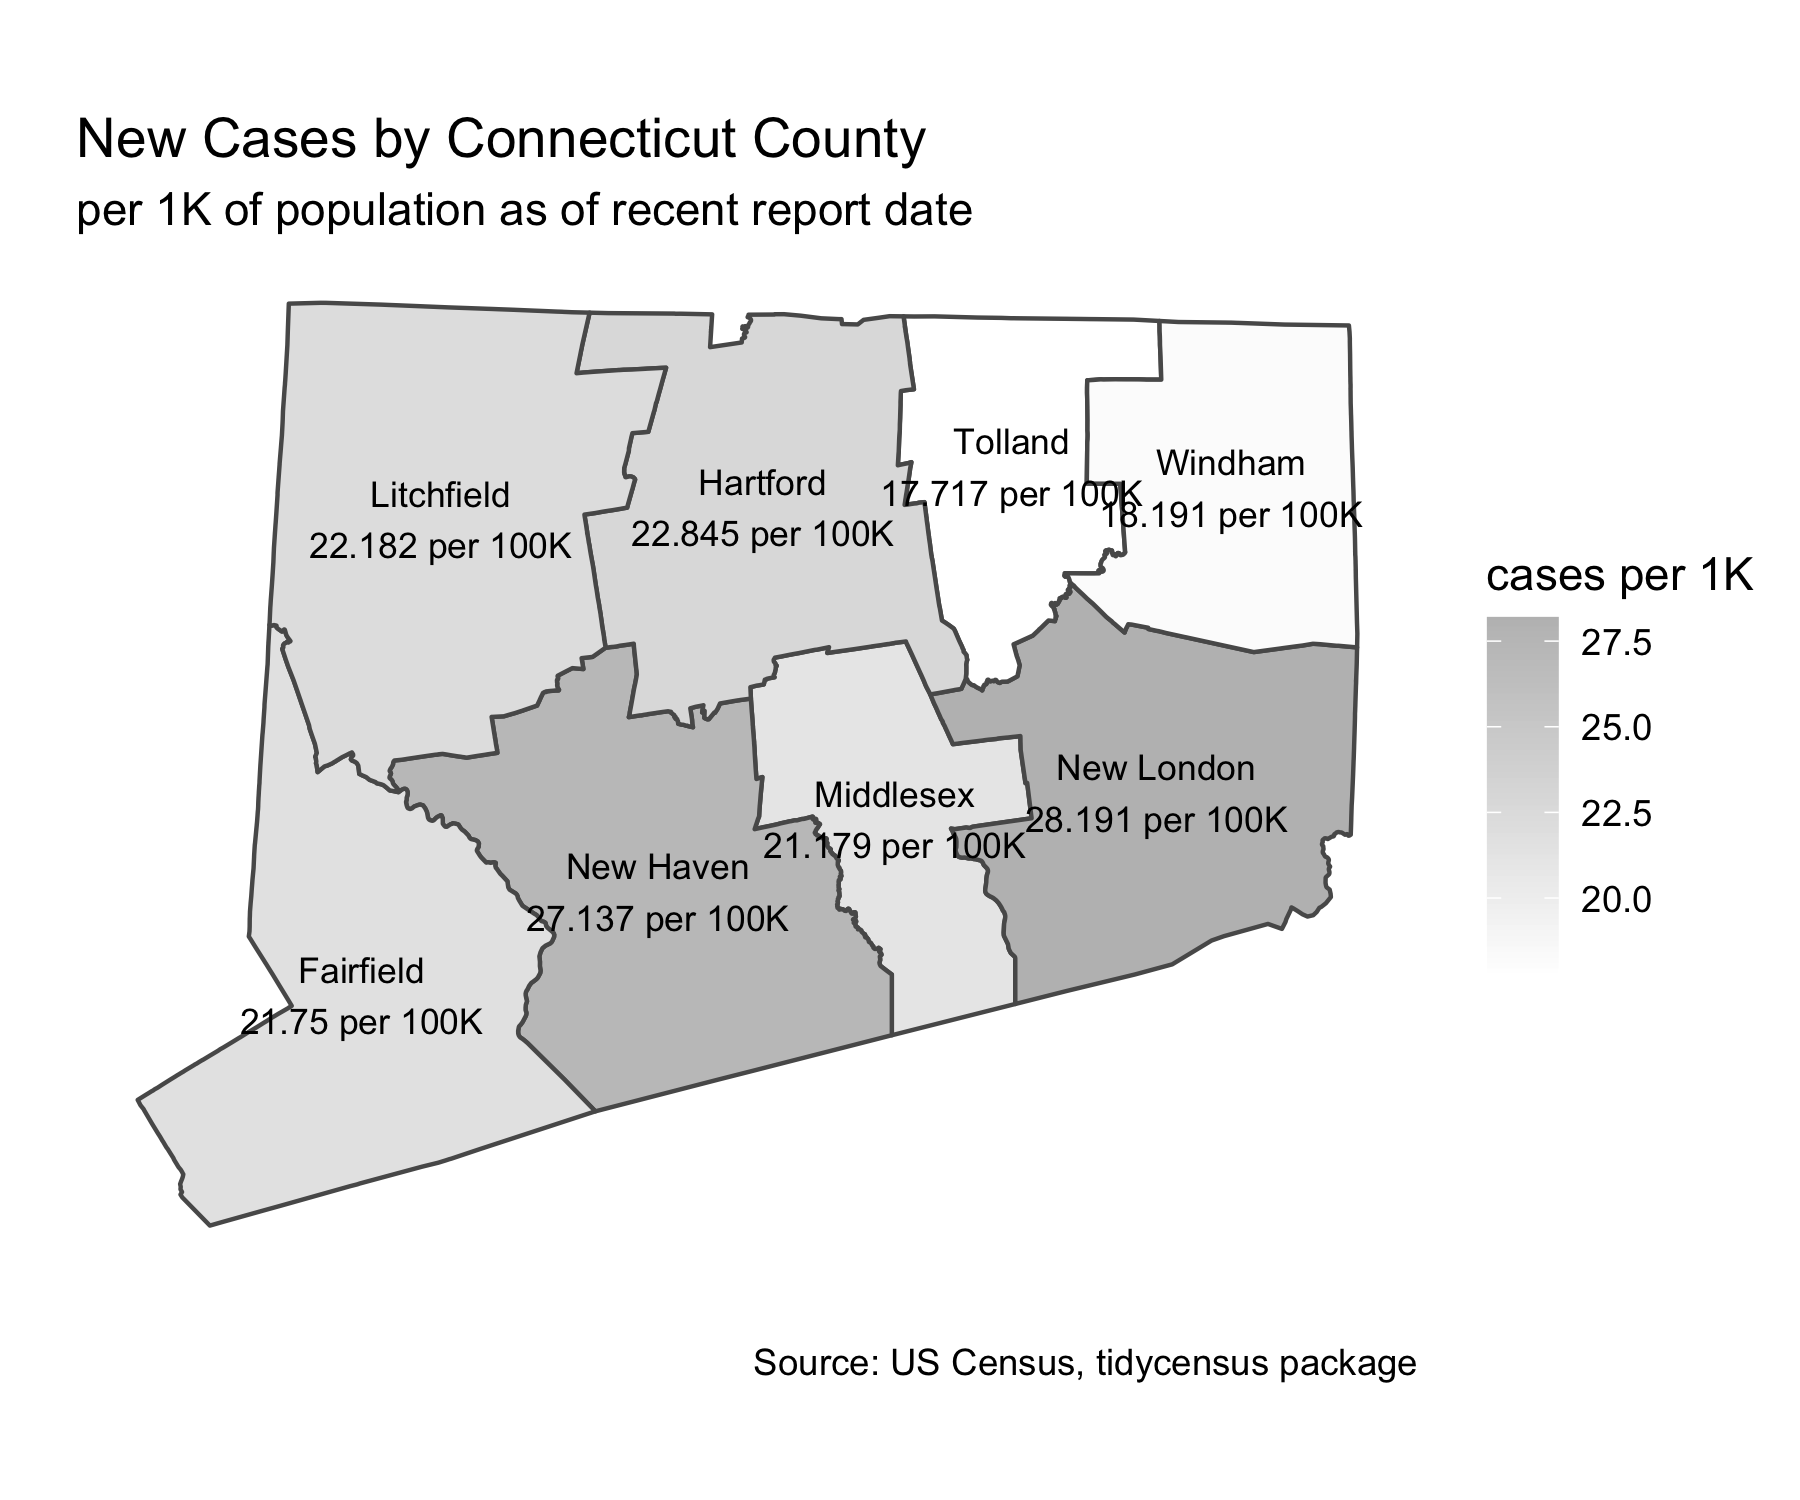 New Cases by Connecticut County
per 1K of population as of recent report date
Tolland
17.717 per 100K
Windham
18.191 per 100K
Hartford
22.845 per 100K
Litchfield
22.182 per 100K
cases per 1K
27.5
25.0
22.5
20.0
New London
28.191 per 100K
Middlesex
21.179 per 100K
New Haven
27.137 per 100K
Fairfield
21.75 per 100K
Source: US Census, tidycensus package